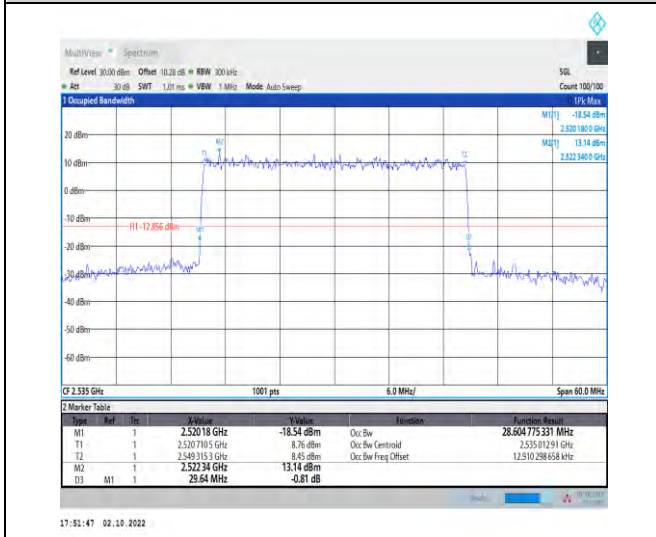 MultiView Spectrum
Ref Level 30.00 dBm Offset 10.28 dB RBW 300 kHz SGL
Att 30 dB SWT 1.01 ms VBW 1 MHz Mode Auto Sweep Count 100/100
1 Occupied Bandwidth 1Pk Max
M1[1] -18.54 dBm
2.520 180 0 GHz
M2[1] 13.14 dBm
2.522 340 0 GHz
20 dBm
M2
T1 T2
10 dBm
0 dBm
-10 dBm
H1 -12.856 dBm
M1
D3
-20 dBm
-30 dBm
-40 dBm
-50 dBm
-60 dBm
CF 2.535 GHz 1001 pts 6.0 MHz/ Span 60.0 MHz
2 Marker Table
Type Ref Trc X-Value Y-Value Function Function Result
M1 1 2.520 18 GHz -18.54 dBm Occ Bw 28.604 775 331 MHz
T1 1 2.520 710 5 GHz 8.76 dBm Occ Bw Centroid 2.535 012 91 GHz
T2 1 2.549 315 3 GHz 8.45 dBm Occ Bw Freq Offset 12.910 298 658 kHz
M2 1 2.522 34 GHz 13.14 dBm
D3 M1 1 29.64 MHz -0.81 dB
17:51:47 02.10.2022